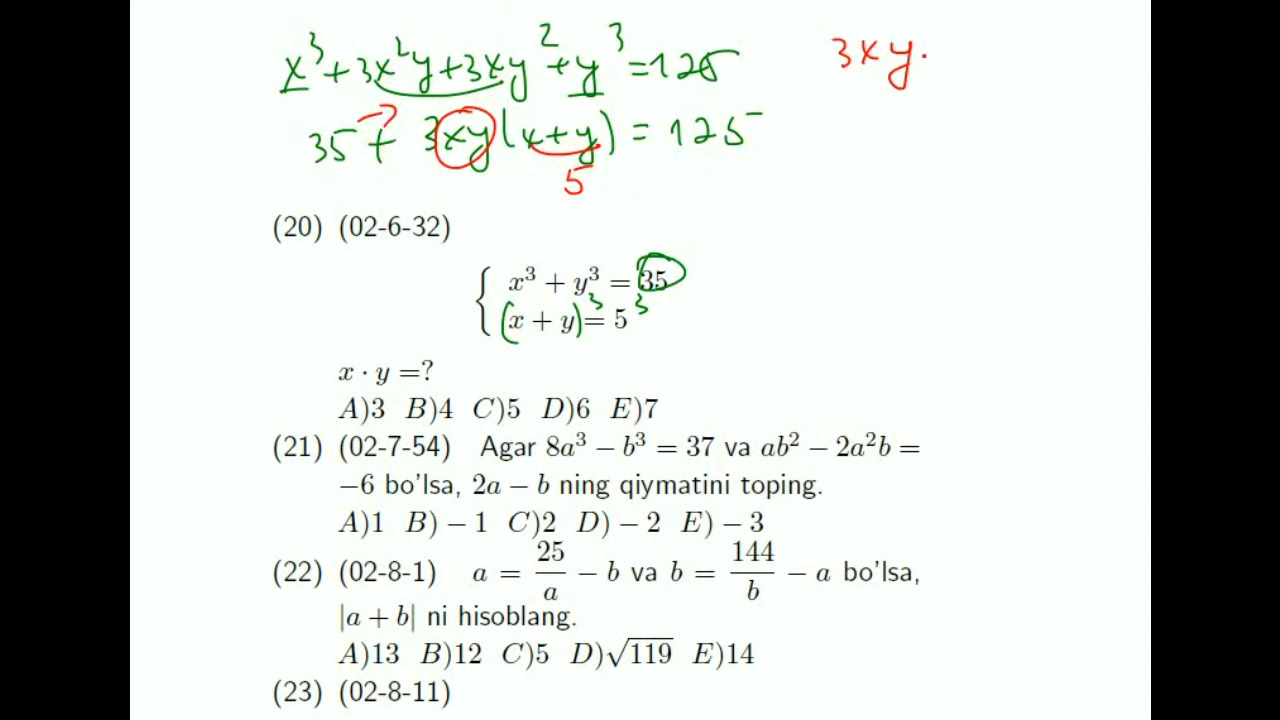 x³+3x²y+3xy²+y³=125 3xy·
35+3xy(x+y)=125
5
(20) (02-6-32)
{ x³ + y³ = 35
(x + y)³ = 5³
x · y =?
A)3 B)4 C)5 D)6 E)7
(21) (02-7-54) Agar 8a³ − b³ = 37 va ab² − 2a²b =
−6 bo'lsa, 2a − b ning qiymatini toping.
A)1 B) − 1 C)2 D) − 2 E) − 3
(22) (02-8-1) a = 25/a − b va b = 144/b − a bo'lsa,
|a + b| ni hisoblang.
A)13 B)12 C)5 D)√119 E)14
(23) (02-8-11)